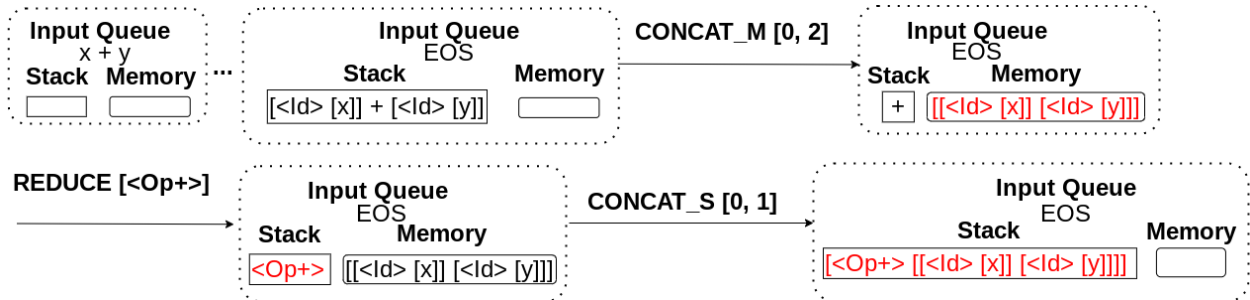 Input Queue
x + y
Stack Memory
...
Input Queue
EOS
Stack
Memory
[<Id> [x]] + [<Id> [y]]
CONCAT_M [0, 2]
Input Queue
EOS
Stack Memory
+ [[<Id> [x]] [<Id> [y]]]
REDUCE [<Op+>]
Input Queue
EOS
Stack Memory
<Op+> [[<Id> [x]] [<Id> [y]]]
CONCAT_S [0, 1]
Input Queue
EOS
Stack
Memory
[<Op+> [[<Id> [x]] [<Id> [y]]]]